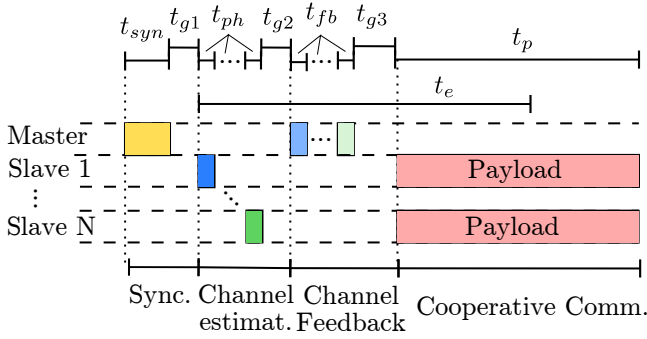 t_syn t_g1 t_ph t_g2 t_fb t_g3 t_p
... ...
t_e
Master ...
Slave 1 Payload
⋮ ⋱
Slave N Payload
Sync. Channel Channel Cooperative Comm.
estimat. Feedback